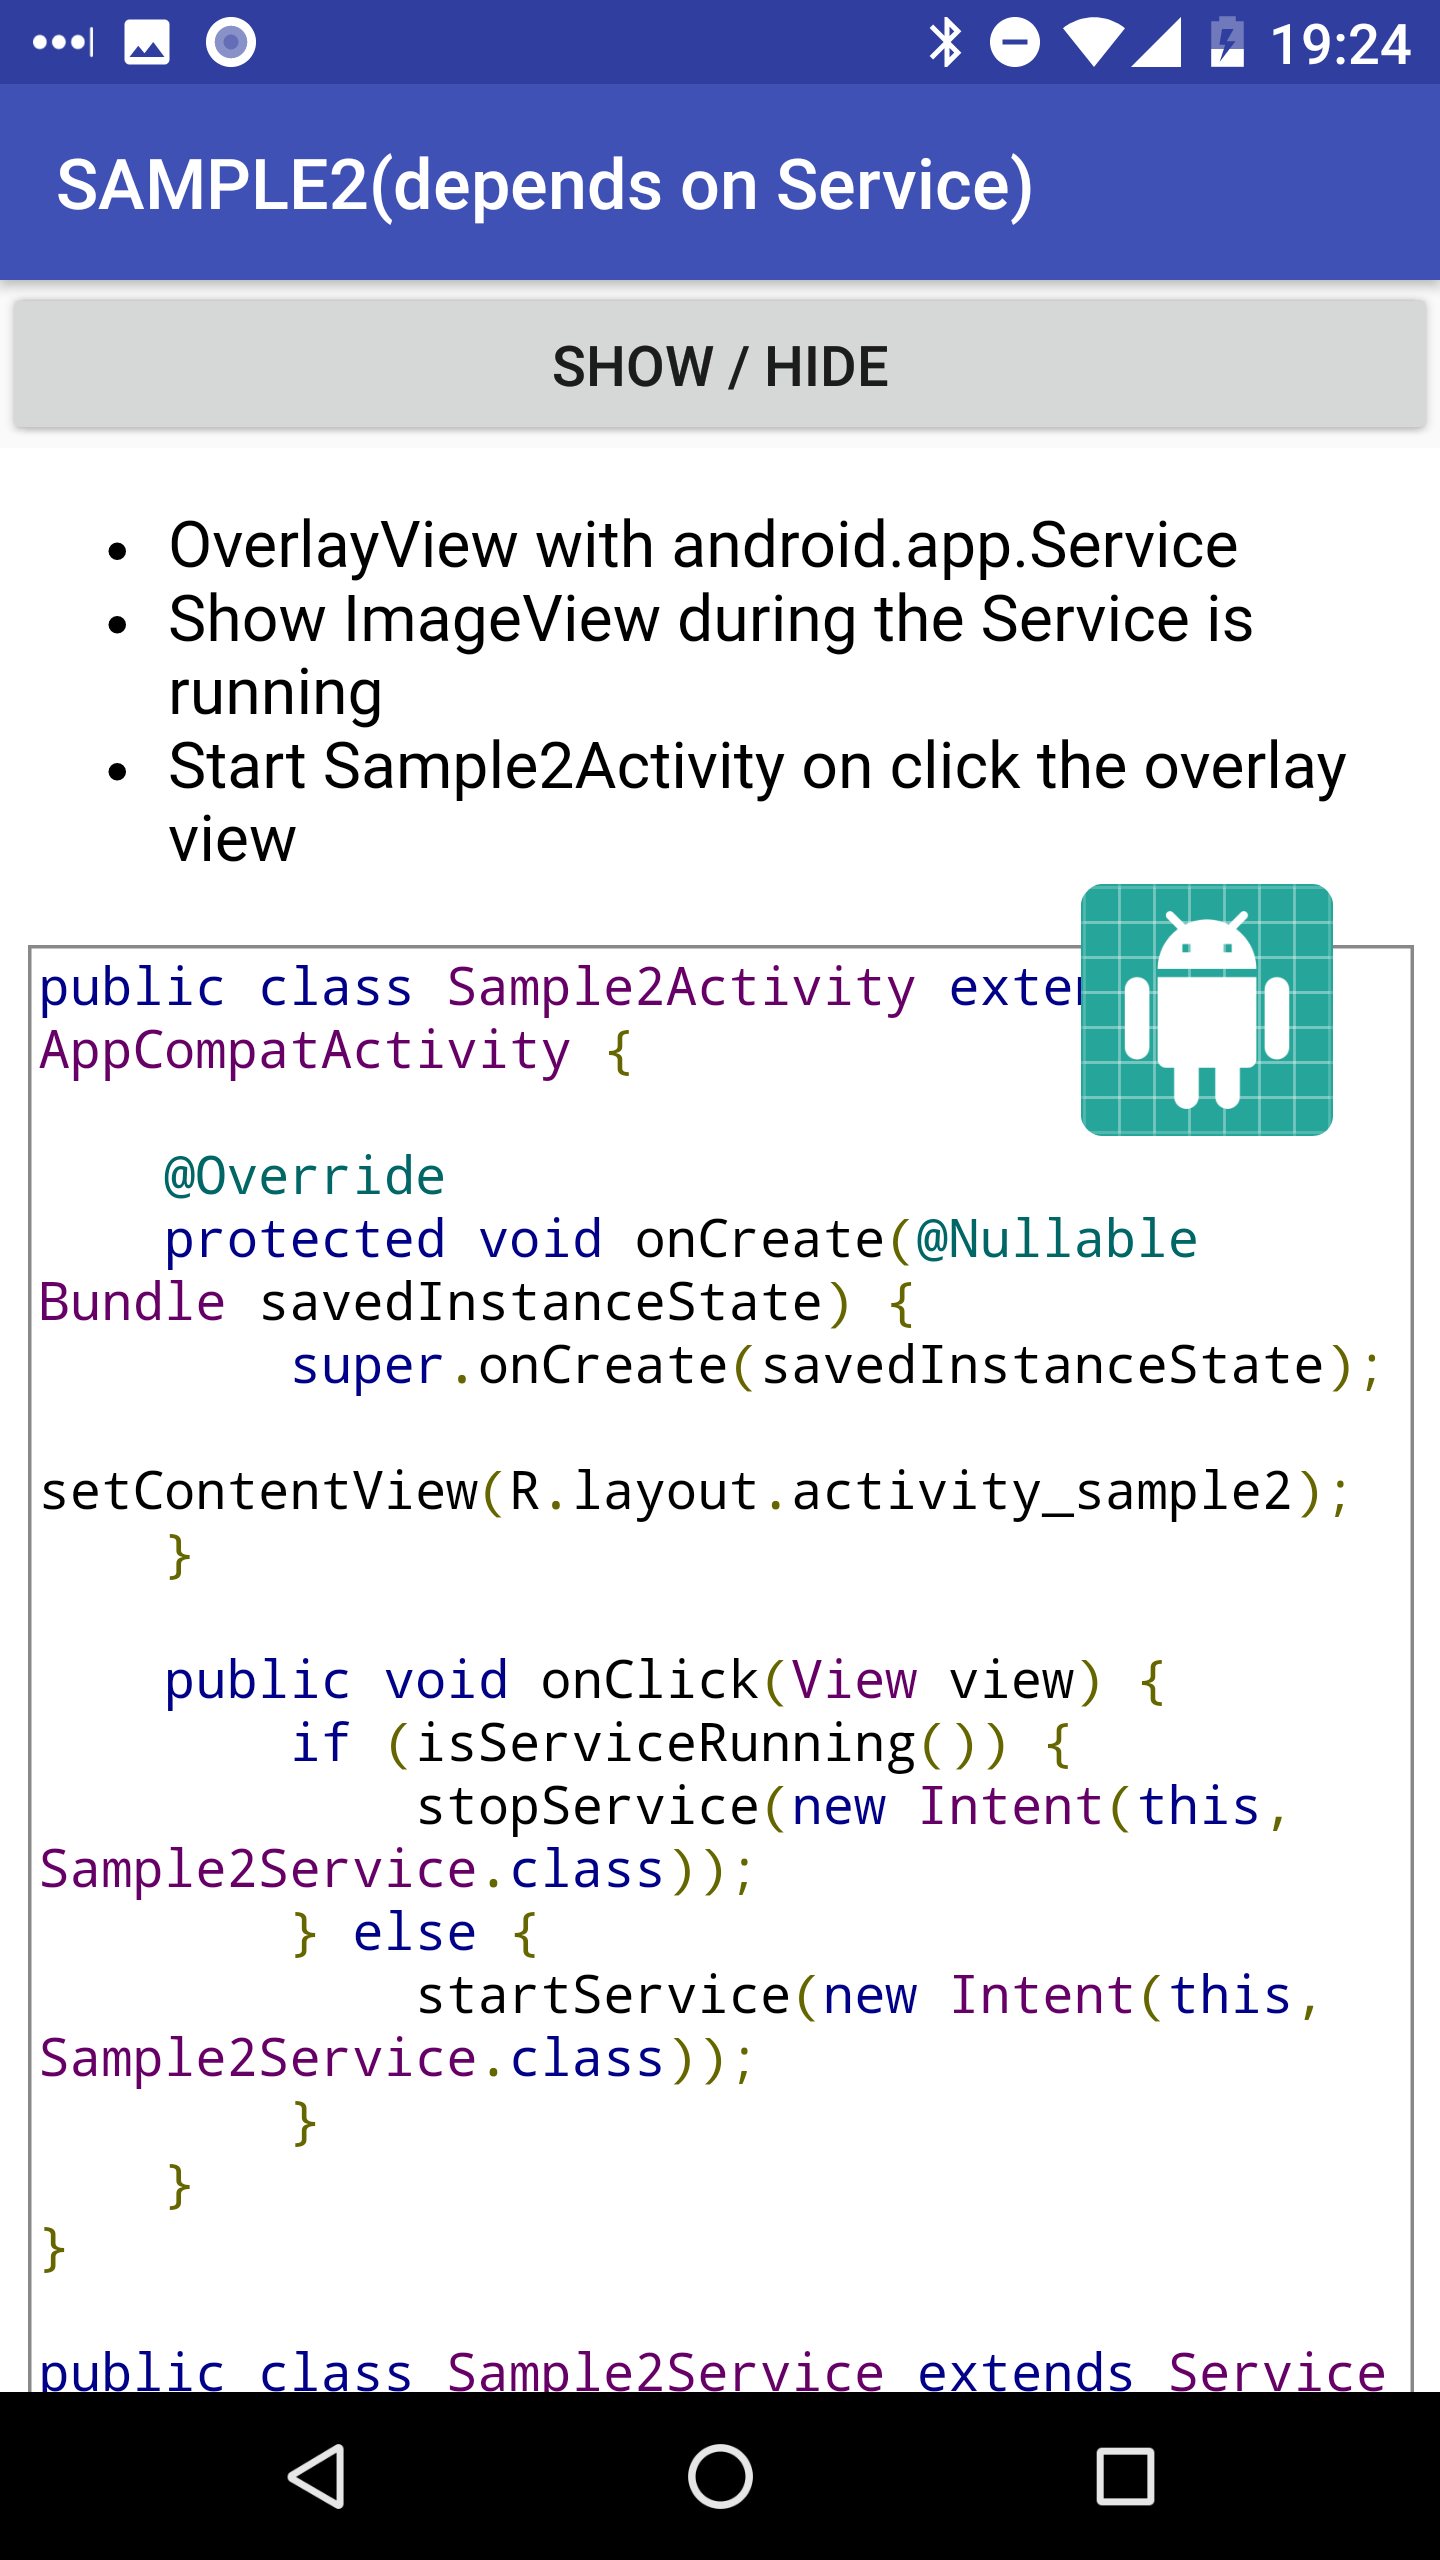 19:24
SAMPLE2(depends on Service)
SHOW / HIDE
• OverlayView with android.app.Service
• Show ImageView during the Service is
running
• Start Sample2Activity on click the overlay
view
public class Sample2Activity
AppCompatActivity {
@Override
protected void onCreate(@Nullable
Bundle savedInstanceState) {
super.onCreate(savedInstanceState);
setContentView(R.layout.activity_sample2);
}
public void onClick(View view) {
if (isServiceRunning()) {
stopService(new Intent(this,
Sample2Service.class));
} else {
startService(new Intent(this,
Sample2Service.class));
}
}
}
public class Sample2Service extends Service